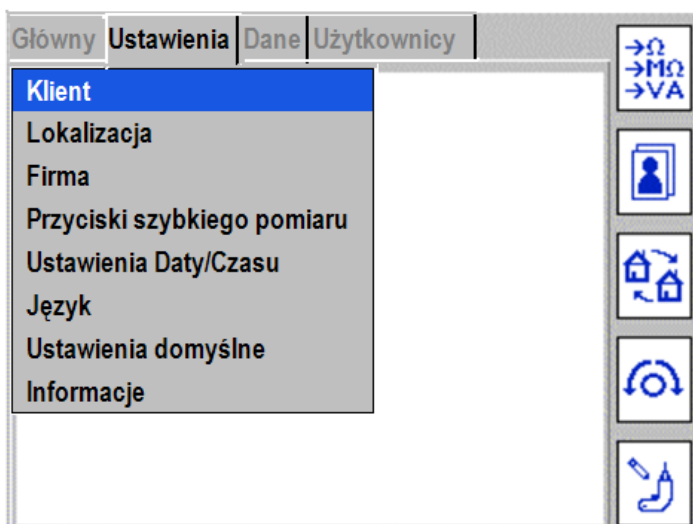 Główny Ustawienia Dane Użytkownicy
Klient
Lokalizacja
Firma
Przyciski szybkiego pomiaru
Ustawienia Daty/Czasu
Język
Ustawienia domyślne
Informacje
→Ω
→MΩ
→VA